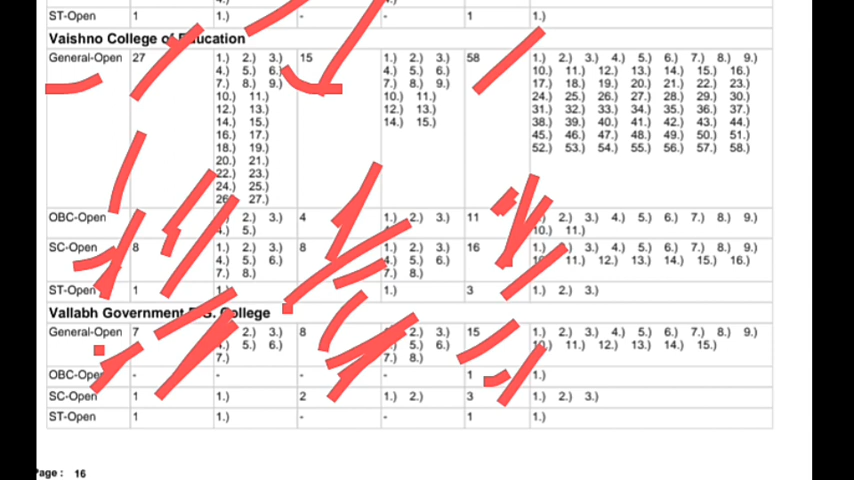 4.)
ST-Open 1 1.) - - 1 1.)
Vaishno College of Education
General-Open 27 1.) 2.) 3.) 15 1.) 2.) 3.) 58 1.) 2.) 3.) 4.) 5.) 6.) 7.) 8.) 9.)
4.) 5.) 6.) 4.) 5.) 6.) 10.) 11.) 12.) 13.) 14.) 15.) 16.)
7.) 8.) 9.) 7.) 8.) 9.) 17.) 18.) 19.) 20.) 21.) 22.) 23.)
10.) 11.) 10.) 11.) 24.) 25.) 26.) 27.) 28.) 29.) 30.)
12.) 13.) 12.) 13.) 31.) 32.) 33.) 34.) 35.) 36.) 37.)
14.) 15.) 14.) 15.) 38.) 39.) 40.) 41.) 42.) 43.) 44.)
16.) 17.) 45.) 46.) 47.) 48.) 49.) 50.) 51.)
18.) 19.) 52.) 53.) 54.) 55.) 56.) 57.) 58.)
20.) 21.)
22.) 23.)
24.) 25.)
27.)
OBC-Open 2.) 3.) 4 1.) 2.) 3.) 11 2.) 3.) 4.) 5.) 6.) 7.) 8.) 9.)
4.) 5.) 10.) 11.)
SC-Open 8 1.) 2.) 3.) 8 1.) 2.) 3.) 16 1.) 3.) 4.) 5.) 6.) 7.) 8.) 9.)
4.) 5.) 6.) 4.) 5.) 6.) 11.) 12.) 13.) 14.) 15.) 16.)
7.) 8.) 7.) 8.)
ST-Open 1 1.) 1.) 3 1.) 2.) 3.)
Vallabh Government P.G. College
General-Open 7 2.) 3.) 8 2.) 3.) 15 1.) 2.) 3.) 4.) 5.) 6.) 7.) 8.) 9.)
5.) 6.) 5.) 6.) 10.) 11.) 12.) 13.) 14.) 15.)
7.) 7.) 8.)
OBC-Open - - - - 1 1.)
SC-Open 1 1.) 2 1.) 2.) 3 1.) 2.) 3.)
ST-Open 1 1.) - - 1 1.)
Page : 16